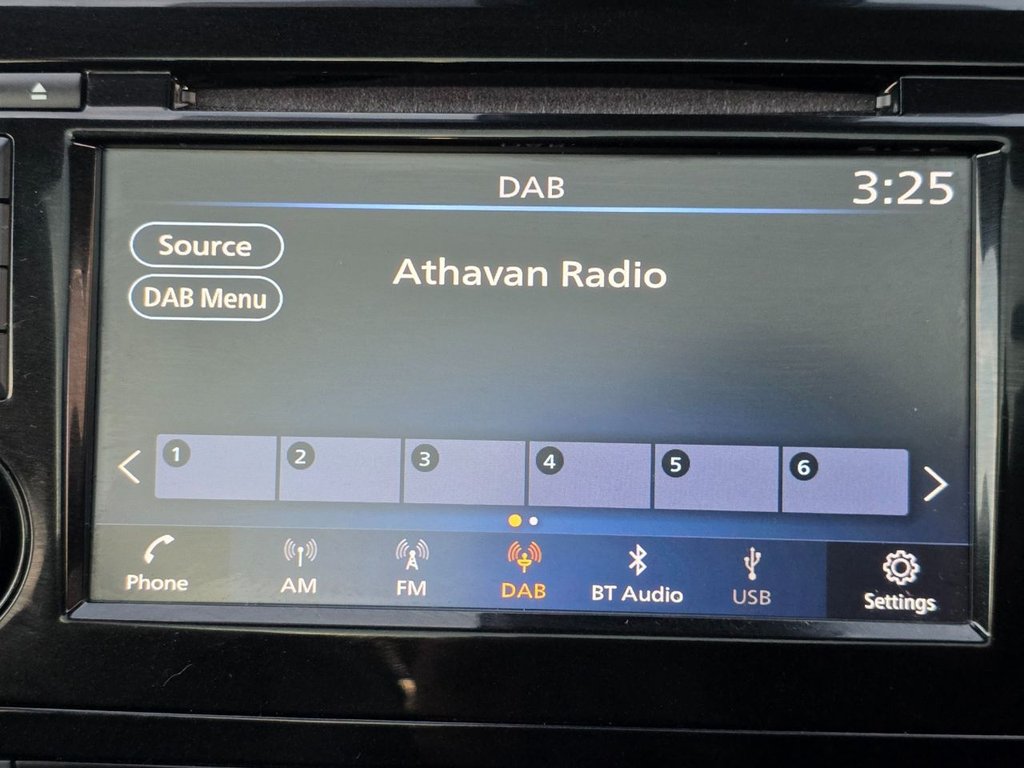 DAB
3:25
Source
Athavan Radio
DAB Menu
1
2
3
4
5
6
Phone
AM
FM
DAB
BT Audio
USB
Settings